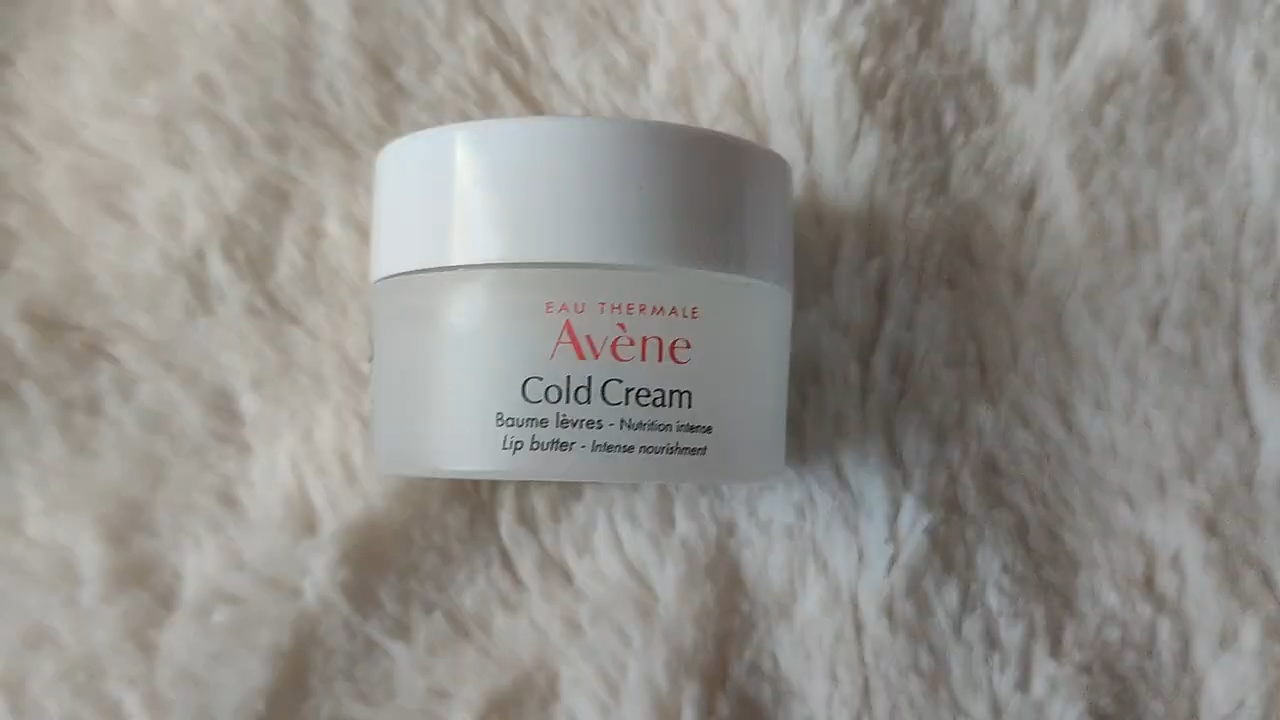 EAU THERMALE
Avène
Cold Cream
Baume lèvres - Nutrition intense
Lip butter - Intense nourishment